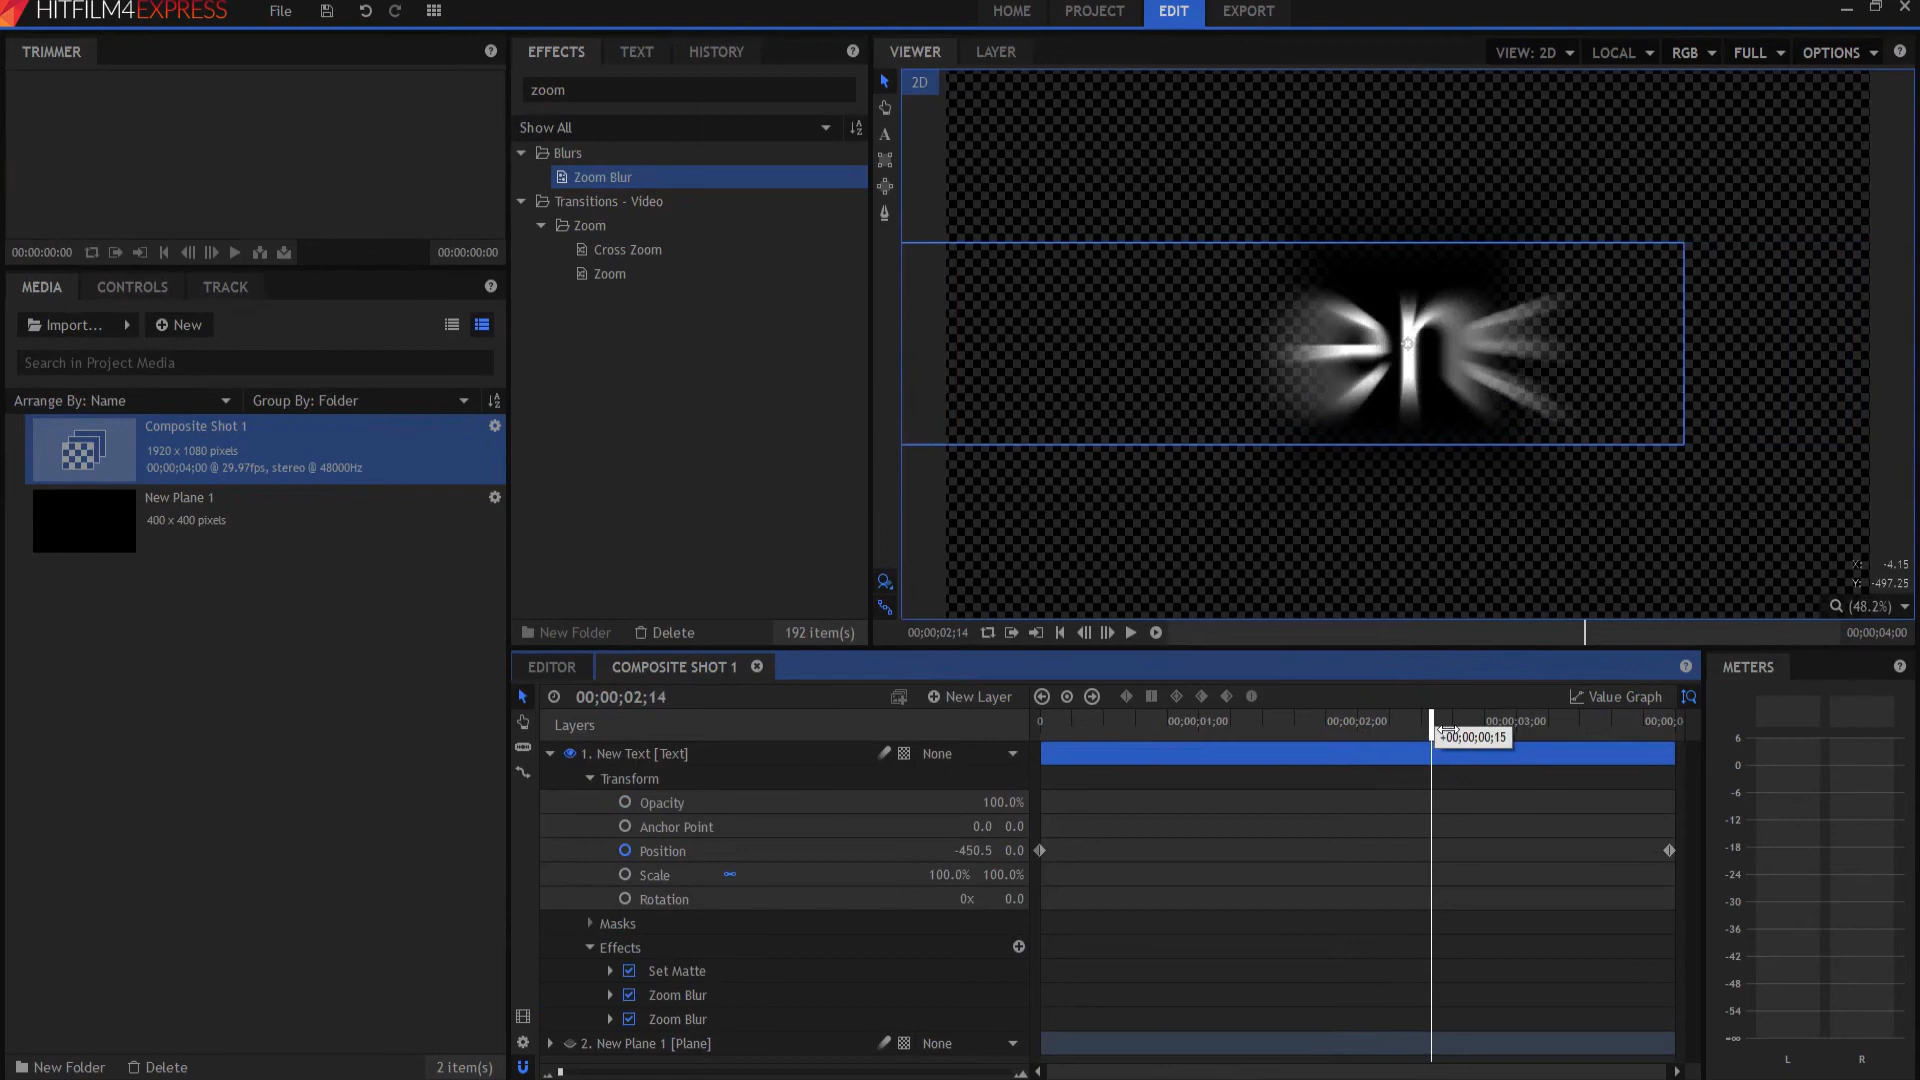 HITFILM4EXPRESS
File
HOME
PROJECT
EDIT
EXPORT
TRIMMER
00:00:00:00
00:00:00:00
MEDIA
CONTROLS
TRACK
Import...
New
Search in Project Media
Arrange By: Name
Group By: Folder
Composite Shot 1
1920 x 1080 pixels
00;00;04;00 @ 29.97fps, stereo @ 48000Hz
New Plane 1
400 x 400 pixels
New Folder
Delete
2 item(s)
EFFECTS
TEXT
HISTORY
zoom
Show All
Blurs
Zoom Blur
Transitions - Video
Zoom
Cross Zoom
Zoom
New Folder
Delete
192 item(s)
VIEWER
LAYER
VIEW: 2D
LOCAL
RGB
FULL
OPTIONS
2D
A
n
X: -4.15
Y: -497.25
(48.2%)
00;00;02;14
00;00;04;00
EDITOR
COMPOSITE SHOT 1
00;00;02;14
New Layer
Value Graph
Layers
0
00;00;01;00
00;00;02;00
00;00;03;00
00;00;0
+00;00;00;15
1. New Text [Text]
None
Transform
Opacity
100.0%
Anchor Point
0.0 0.0
Position
-450.5 0.0
Scale
100.0% 100.0%
Rotation
0x 0.0
Masks
Effects
Set Matte
Zoom Blur
Zoom Blur
2. New Plane 1 [Plane]
None
METERS
6
0
-6
-12
-18
-24
-30
-36
-42
-48
-54
-∞
L
R